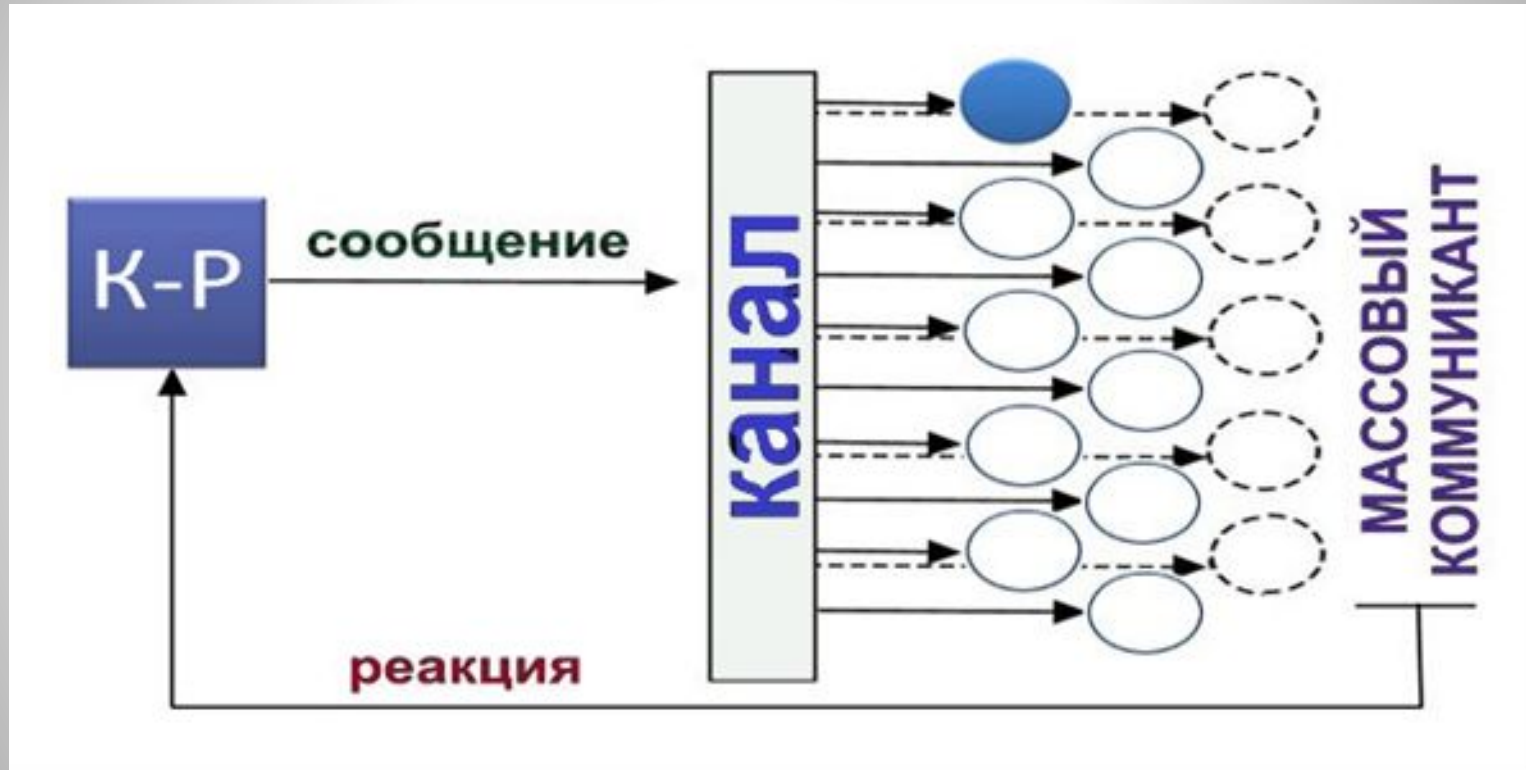 К-Р
сообщение
канал
МАССОВЫЙ
КОММУНИКАНТ
реакция